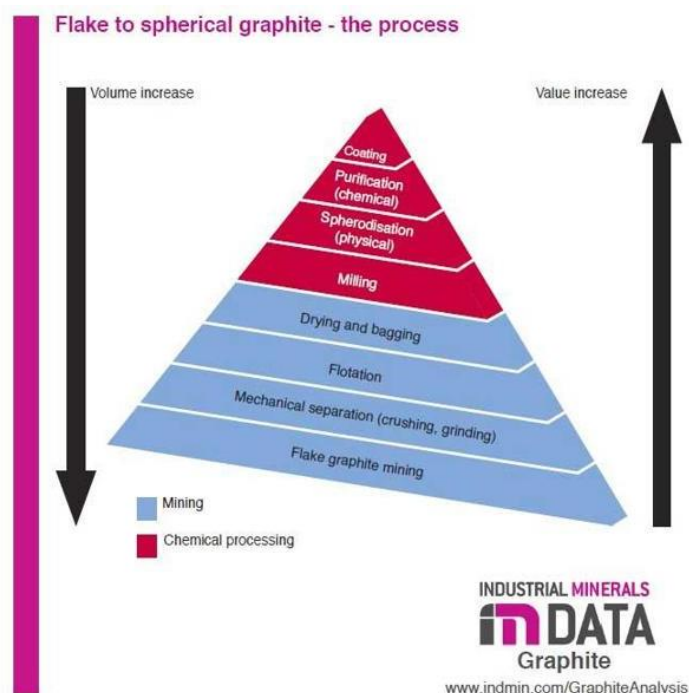 Flake to spherical graphite - the process
Volume increase
Value increase
Coating
Purification
(chemical)
Spherodisation
(physical)
Milling
Drying and bagging
Flotation
Mechanical separation (crushing, grinding)
Flake graphite mining
Mining
Chemical processing
INDUSTRIAL MINERALS
im DATA
Graphite
www.indmin.com/GraphiteAnalysis